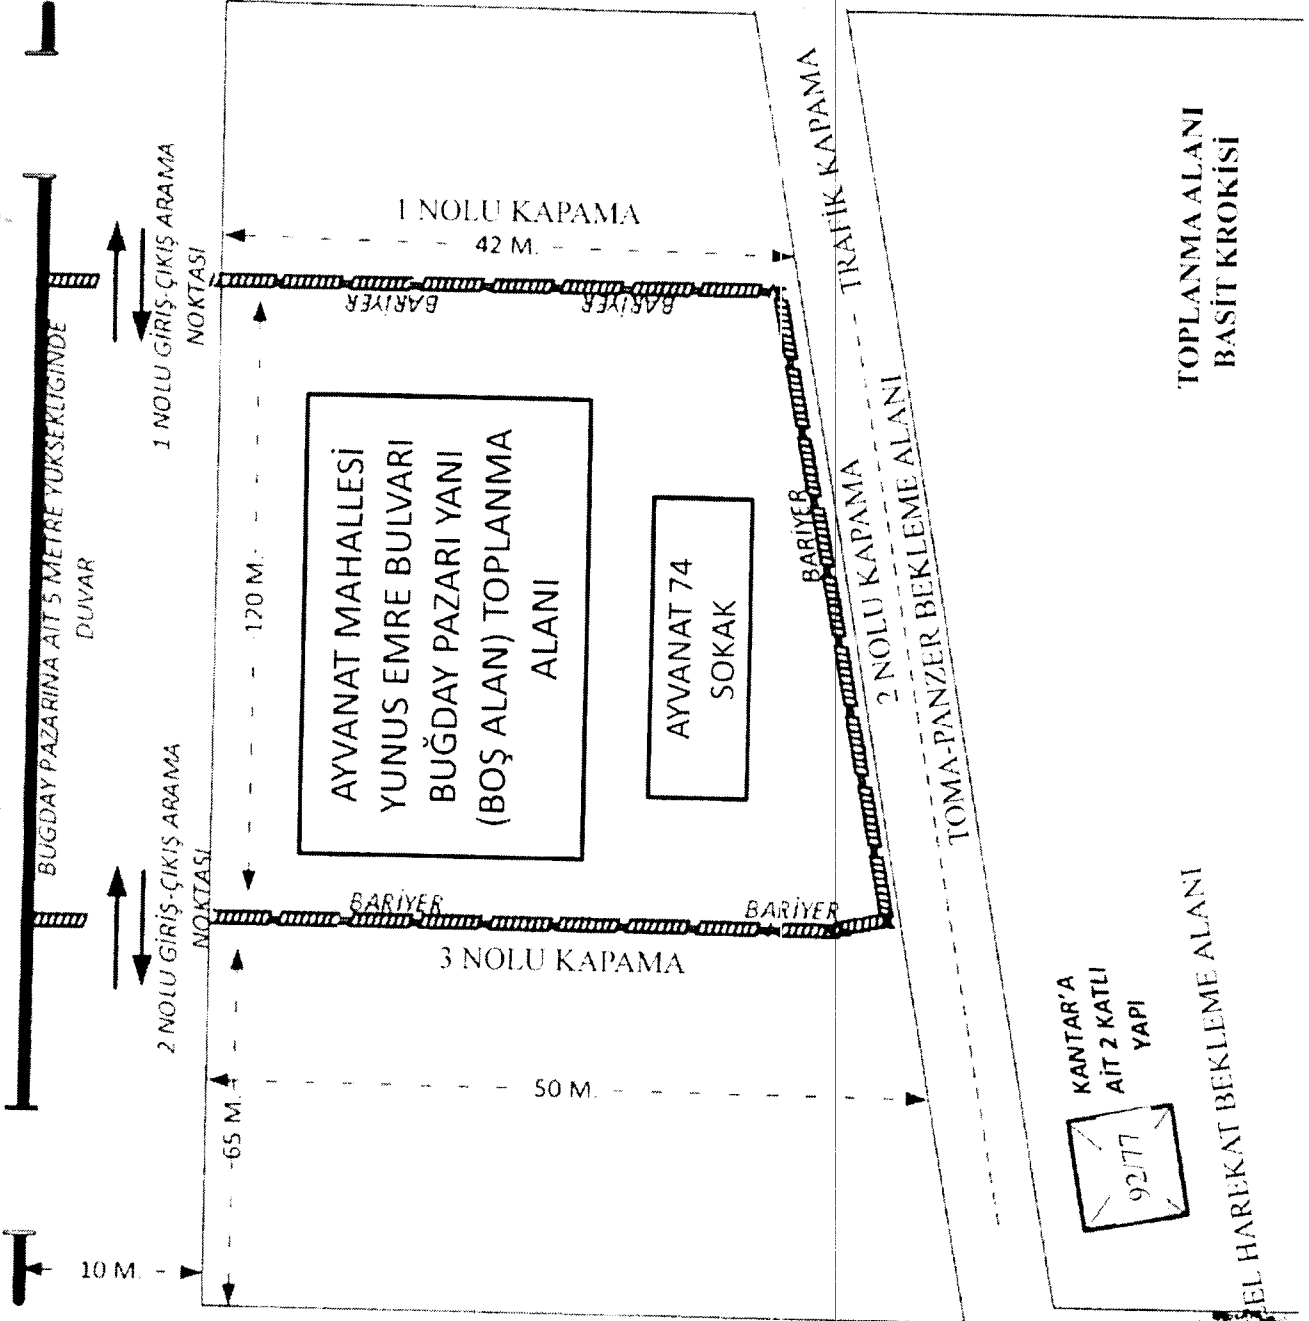 TOPLANMA ALANI
BASİT KROKİSİ
BUĞDAY PAZARINA AİT 5 METRE YÜKSEKLİĞİNDE
DUVAR
1 NOLU GİRİŞ-ÇIKIŞ ARAMA
NOKTASI
2 NOLU GİRİŞ-ÇIKIŞ ARAMA
NOKTASI
1 NOLU KAPAMA
42 M.
BARİYER
BARİYER
120 M.
AYVANAT MAHALLESİ
YUNUS EMRE BULVARI
BUĞDAY PAZARI YANI
(BOŞ ALAN) TOPLANMA
ALANI
AYVANAT 74
SOKAK
BARİYER
2 NOLU KAPAMA
TRAFİK KAPAMA
TOMA-PANZER BEKLEME ALANI
BARİYER
BARİYER
3 NOLU KAPAMA
50 M.
65 M.
10 M.
KANTAR'A
AİT 2 KATLI
YAPI
92/77
HAREKAT BEKLEME ALANI